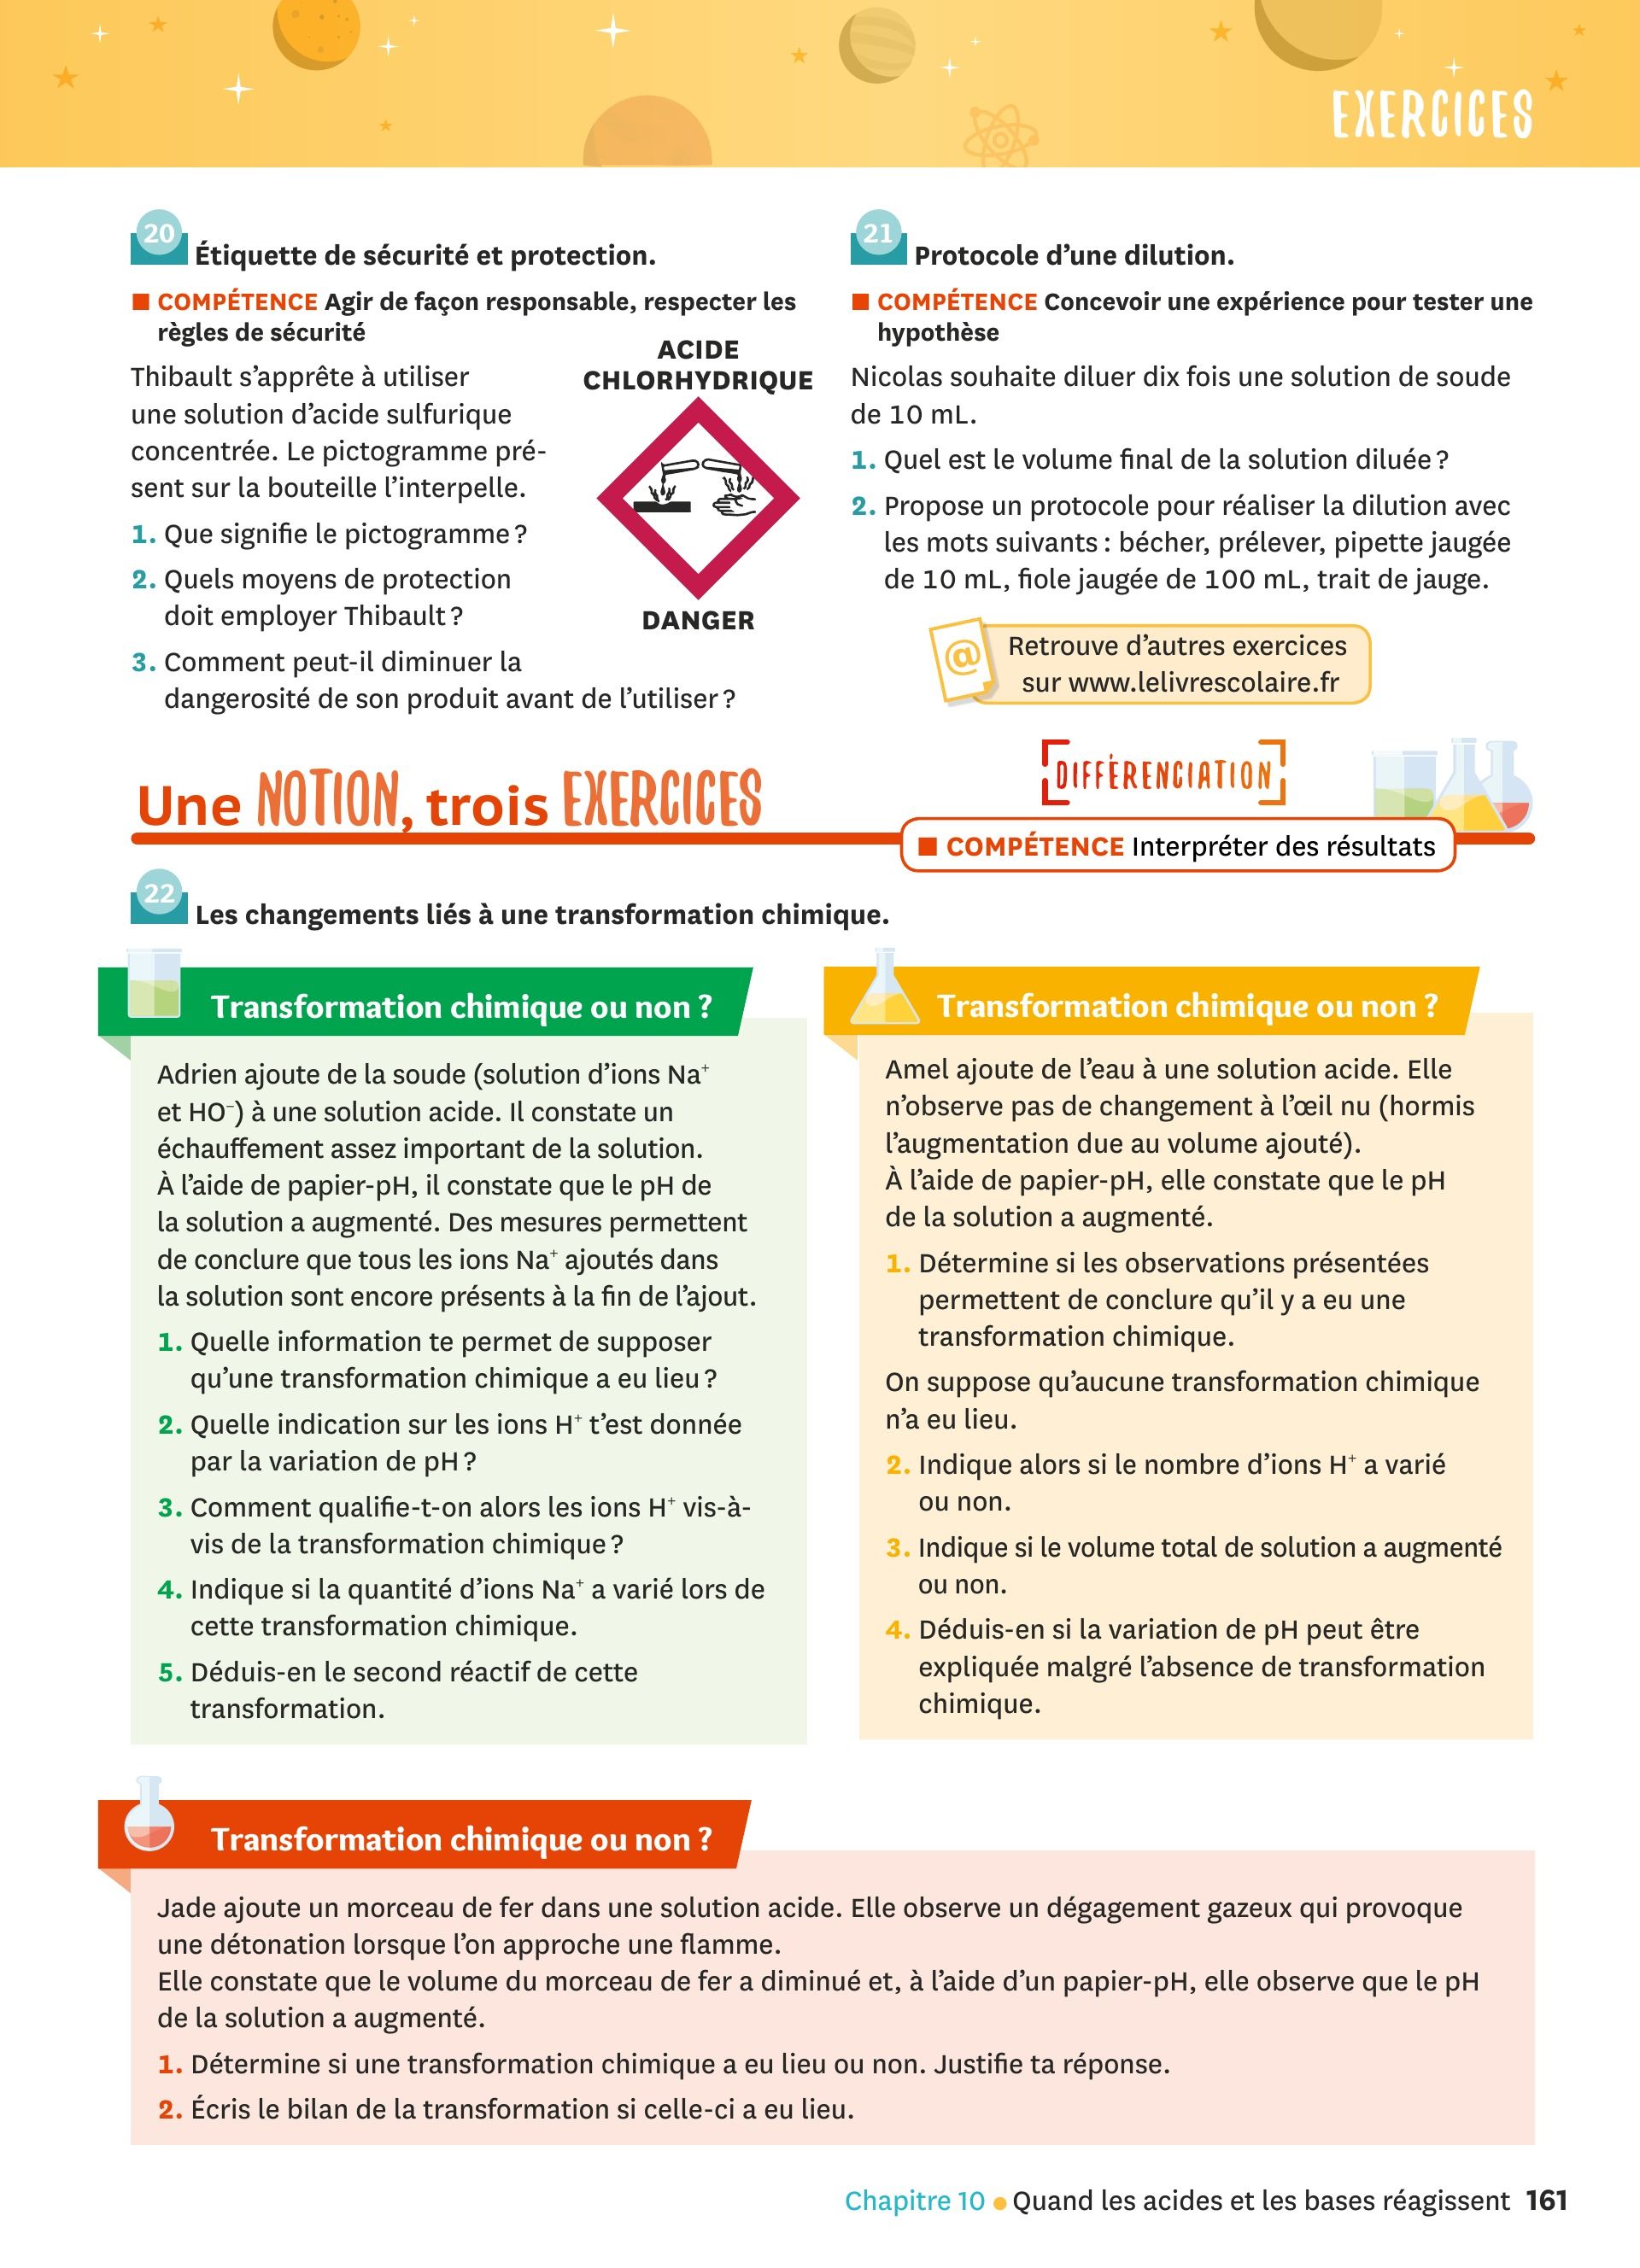 EXERCICES
20 Étiquette de sécurité et protection.
■ COMPÉTENCE Agir de façon responsable, respecter les
règles de sécurité
Thibault s'apprête à utiliser
une solution d'acide sulfurique
concentrée. Le pictogramme pré-
sent sur la bouteille l'interpelle.
1. Que signifie le pictogramme ?
2. Quels moyens de protection
doit employer Thibault ?
3. Comment peut-il diminuer la
dangerosité de son produit avant de l'utiliser ?
ACIDE
CHLORHYDRIQUE
DANGER
21 Protocole d'une dilution.
■ COMPÉTENCE Concevoir une expérience pour tester une
hypothèse
Nicolas souhaite diluer dix fois une solution de soude
de 10 mL.
1. Quel est le volume final de la solution diluée ?
2. Propose un protocole pour réaliser la dilution avec
les mots suivants : bécher, prélever, pipette jaugée
de 10 mL, fiole jaugée de 100 mL, trait de jauge.
@ Retrouve d'autres exercices
sur www.lelivrescolaire.fr
Une NOTION, trois EXERCICES
DIFFÉRENCIATION
■ COMPÉTENCE Interpréter des résultats
22 Les changements liés à une transformation chimique.
Transformation chimique ou non ?
Adrien ajoute de la soude (solution d'ions Na⁺
et HO⁻) à une solution acide. Il constate un
échauffement assez important de la solution.
À l'aide de papier-pH, il constate que le pH de
la solution a augmenté. Des mesures permettent
de conclure que tous les ions Na⁺ ajoutés dans
la solution sont encore présents à la fin de l'ajout.
1. Quelle information te permet de supposer
qu'une transformation chimique a eu lieu ?
2. Quelle indication sur les ions H⁺ t'est donnée
par la variation de pH ?
3. Comment qualifie-t-on alors les ions H⁺ vis-à-
vis de la transformation chimique ?
4. Indique si la quantité d'ions Na⁺ a varié lors de
cette transformation chimique.
5. Déduis-en le second réactif de cette
transformation.
Transformation chimique ou non ?
Amel ajoute de l'eau à une solution acide. Elle
n'observe pas de changement à l'œil nu (hormis
l'augmentation due au volume ajouté).
À l'aide de papier-pH, elle constate que le pH
de la solution a augmenté.
1. Détermine si les observations présentées
permettent de conclure qu'il y a eu une
transformation chimique.
On suppose qu'aucune transformation chimique
n'a eu lieu.
2. Indique alors si le nombre d'ions H⁺ a varié
ou non.
3. Indique si le volume total de solution a augmenté
ou non.
4. Déduis-en si la variation de pH peut être
expliquée malgré l'absence de transformation
chimique.
Transformation chimique ou non ?
Jade ajoute un morceau de fer dans une solution acide. Elle observe un dégagement gazeux qui provoque
une détonation lorsque l'on approche une flamme.
Elle constate que le volume du morceau de fer a diminué et, à l'aide d'un papier-pH, elle observe que le pH
de la solution a augmenté.
1. Détermine si une transformation chimique a eu lieu ou non. Justifie ta réponse.
2. Écris le bilan de la transformation si celle-ci a eu lieu.
Chapitre 10 ● Quand les acides et les bases réagissent 161